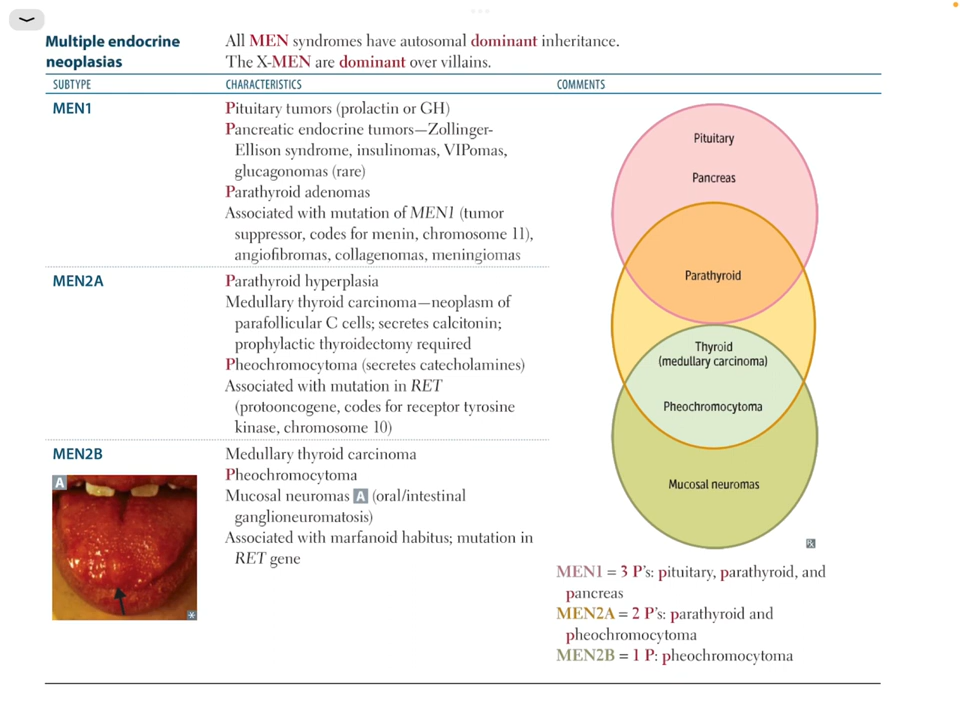 Multiple endocrine
neoplasias
All MEN syndromes have autosomal dominant inheritance.
The X-MEN are dominant over villains.
SUBTYPE
CHARACTERISTICS
COMMENTS
MEN1
Pituitary tumors (prolactin or GH)
Pancreatic endocrine tumors—Zollinger-
Ellison syndrome, insulinomas, VIPomas,
glucagonomas (rare)
Parathyroid adenomas
Associated with mutation of MEN1 (tumor
suppressor, codes for menin, chromosome 11),
angiofibromas, collagenomas, meningiomas
MEN2A
Parathyroid hyperplasia
Medullary thyroid carcinoma—neoplasm of
parafollicular C cells; secretes calcitonin;
prophylactic thyroidectomy required
Pheochromocytoma (secretes catecholamines)
Associated with mutation in RET
(protooncogene, codes for receptor tyrosine
kinase, chromosome 10)
MEN2B
A
Medullary thyroid carcinoma
Pheochromocytoma
Mucosal neuromas A (oral/intestinal
ganglioneuromatosis)
Associated with marfanoid habitus; mutation in
RET gene
Pituitary
Pancreas
Parathyroid
Thyroid
(medullary carcinoma)
Pheochromocytoma
Mucosal neuromas
MEN1 = 3 P's: pituitary, parathyroid, and
pancreas
MEN2A = 2 P's: parathyroid and
pheochromocytoma
MEN2B = 1 P: pheochromocytoma